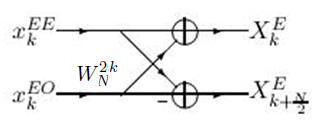 x_k^{EE} X_k^E
W_N^{2k}
x_k^{EO} - X_{k+\frac{N}{2}}^E